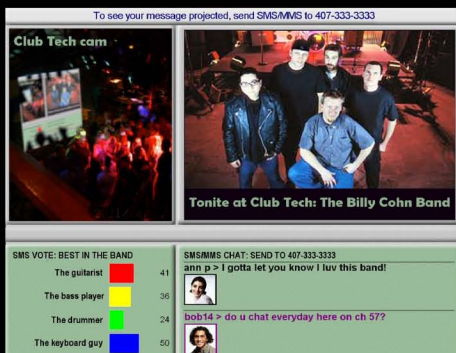 To see your message projected, send SMS/MMS to 407-333-3333
Club Tech cam
Tonite at Club Tech: The Billy Cohn Band
SMS VOTE: BEST IN THE BAND
The guitarist 41
The bass player 36
The drummer 24
The keyboard guy 50
SMS/MMS CHAT: SEND TO 407-333-3333
ann p > I gotta let you know I luv this band!
bob14 > do u chat everyday here on ch 57?